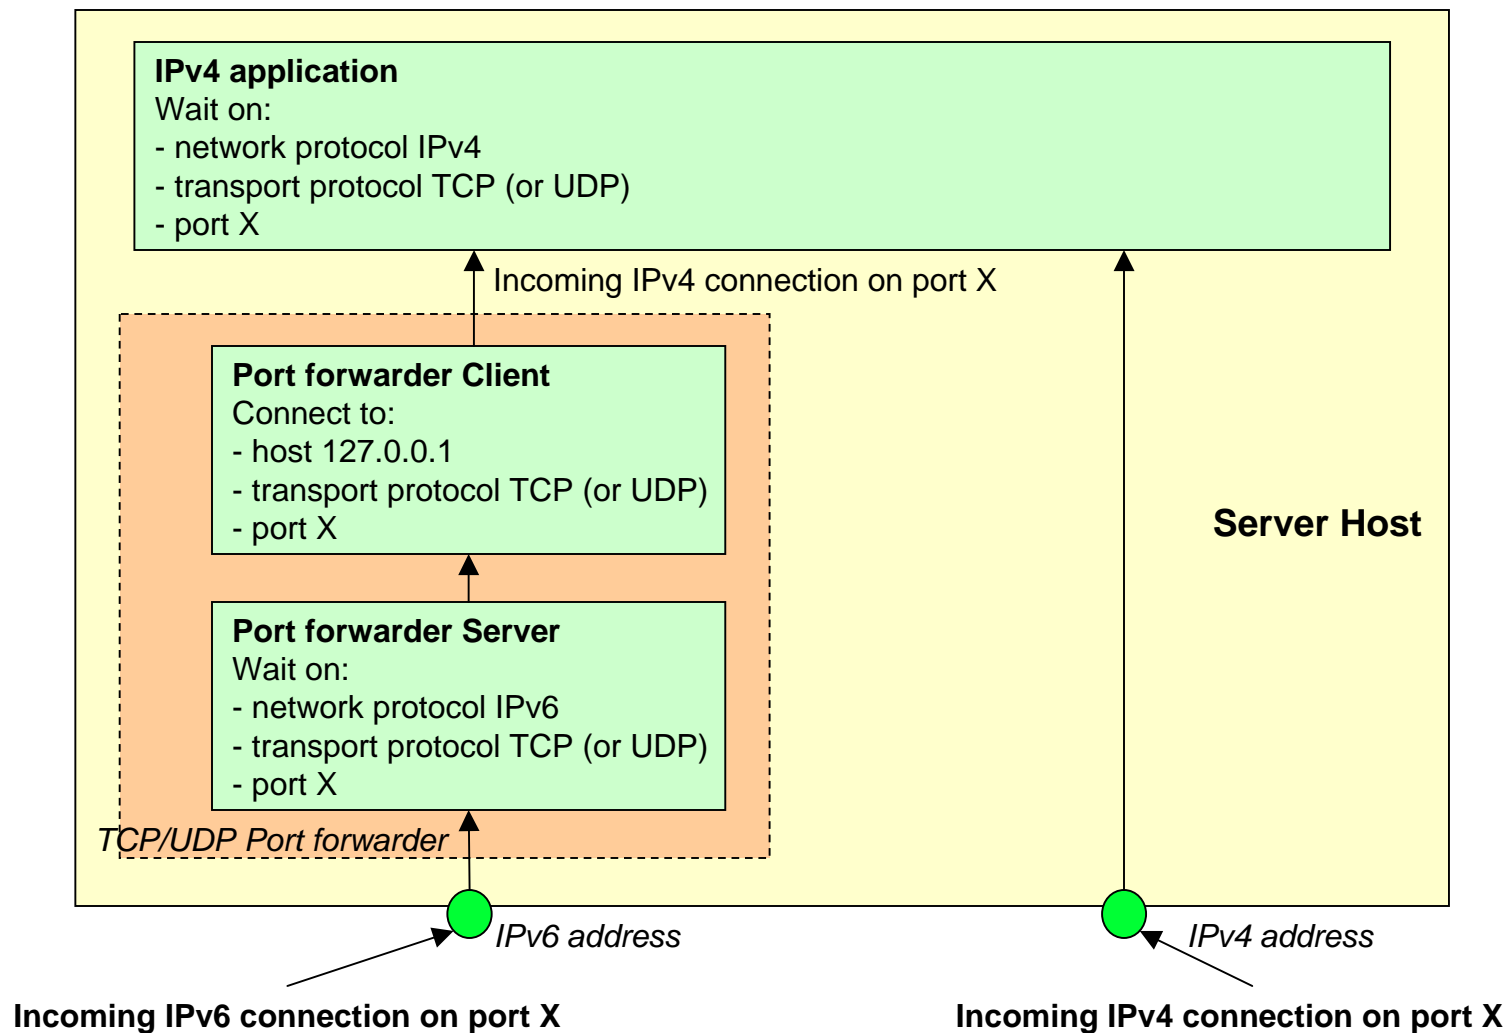 IPv4 application
Wait on:
- network protocol IPv4
- transport protocol TCP (or UDP)
- port X
Incoming IPv4 connection on port X
Port forwarder Client
Connect to:
- host 127.0.0.1
- transport protocol TCP (or UDP)
- port X
Server Host
Port forwarder Server
Wait on:
- network protocol IPv6
- transport protocol TCP (or UDP)
- port X
TCP/UDP Port forwarder
IPv6 address
IPv4 address
Incoming IPv6 connection on port X
Incoming IPv4 connection on port X